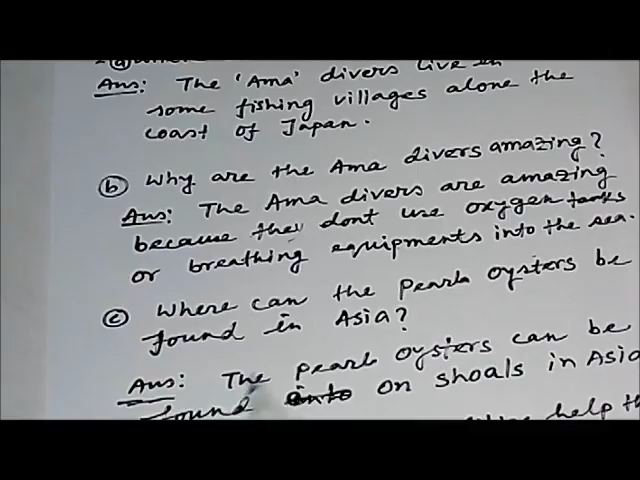 (a)
Ans: The 'Ama' divers live in
some fishing villages alone the
coast of Japan.
(b) Why are the Ama divers amazing?
Ans: The Ama divers are amazing
because they dont use oxygen tanks
or breathing equipments into the sea.
(c) Where can the pearl oysters be
found in Asia?
Ans: The pearl oysters can be
found on shoals in Asia
help th